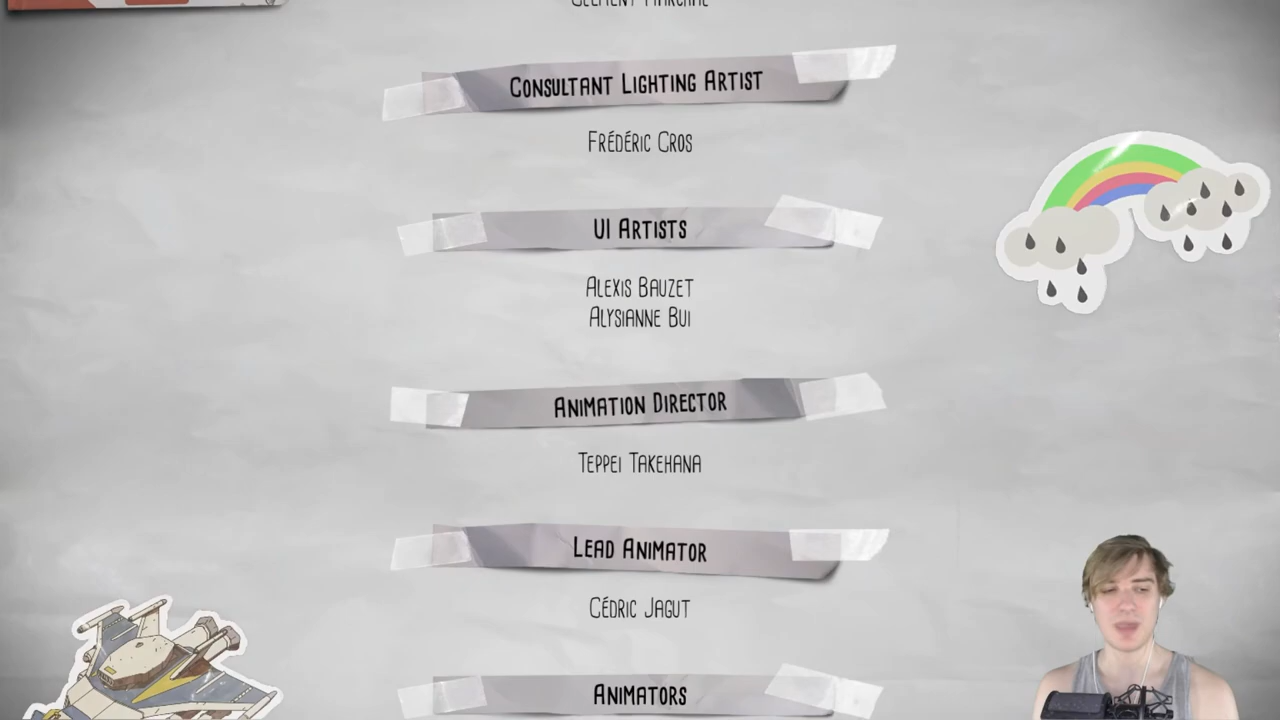 Consultant Lighting Artist
Frédéric Cros
UI Artists
Alexis Bauzet
Alysianne Bui
Animation Director
Teppei Takehana
Lead Animator
Cédric Jagut
Animators